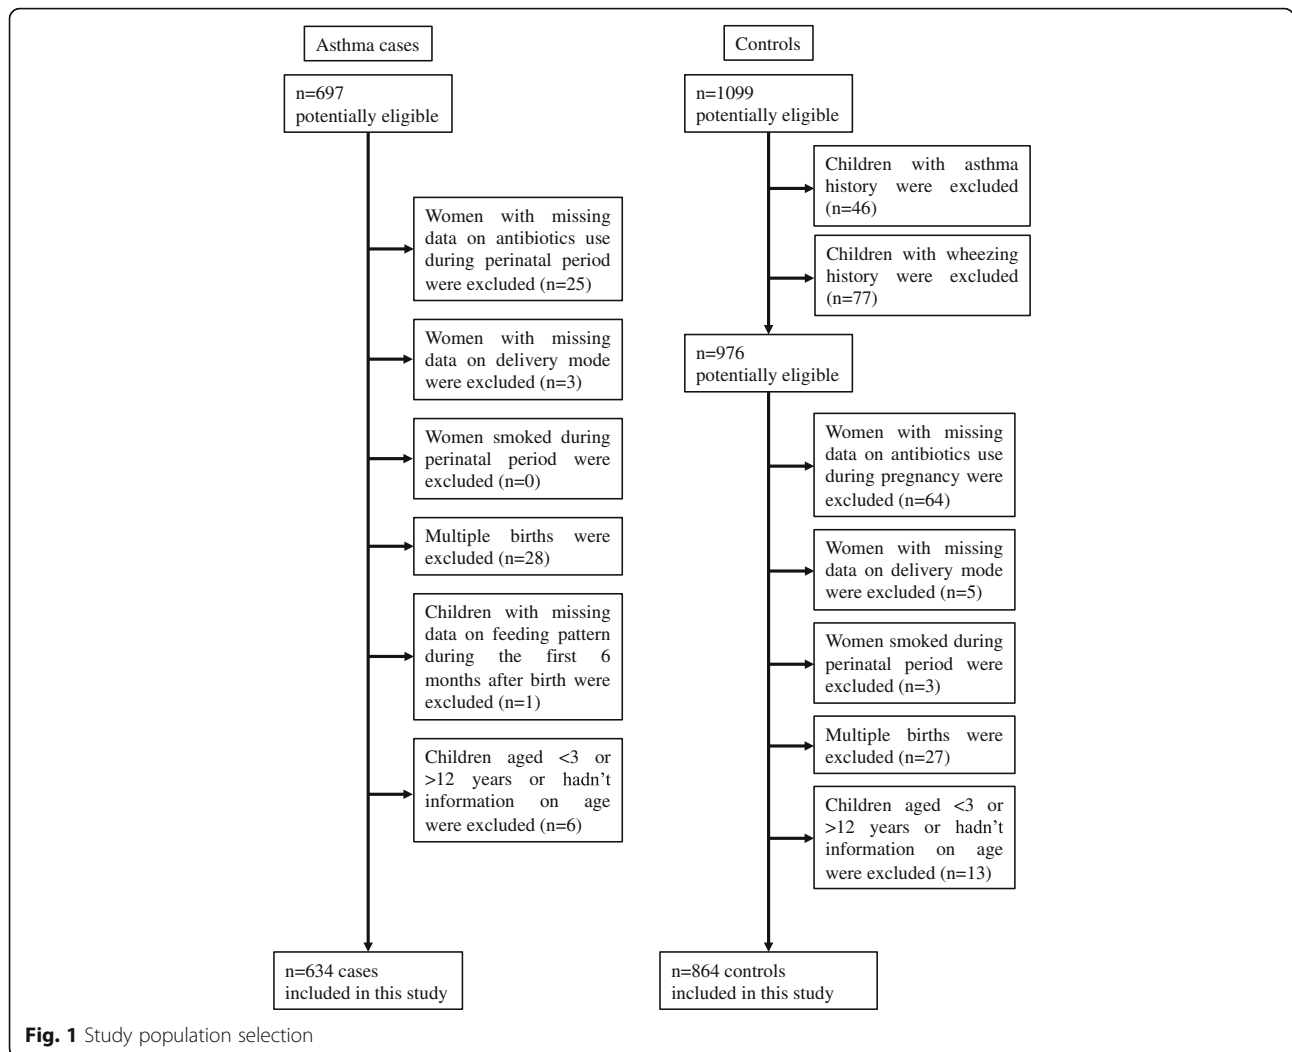 Asthma cases
n=697
potentially eligible
Women with missing
data on antibiotics use
during perinatal period
were excluded (n=25)
Women with missing
data on delivery mode
were excluded (n=3)
Women smoked during
perinatal period were
excluded (n=0)
Multiple births were
excluded (n=28)
Children with missing
data on feeding pattern
during the first 6
months after birth were
excluded (n=1)
Children aged <3 or
>12 years or hadn't
information on age
were excluded (n=6)
n=634 cases
included in this study
Controls
n=1099
potentially eligible
Children with asthma
history were excluded
(n=46)
Children with wheezing
history were excluded
(n=77)
n=976
potentially eligible
Women with missing
data on antibiotics use
during pregnancy were
excluded (n=64)
Women with missing
data on delivery mode
were excluded (n=5)
Women smoked during
perinatal period were
excluded (n=3)
Multiple births were
excluded (n=27)
Children aged <3 or
>12 years or hadn't
information on age
were excluded (n=13)
n=864 controls
included in this study
Fig. 1 Study population selection